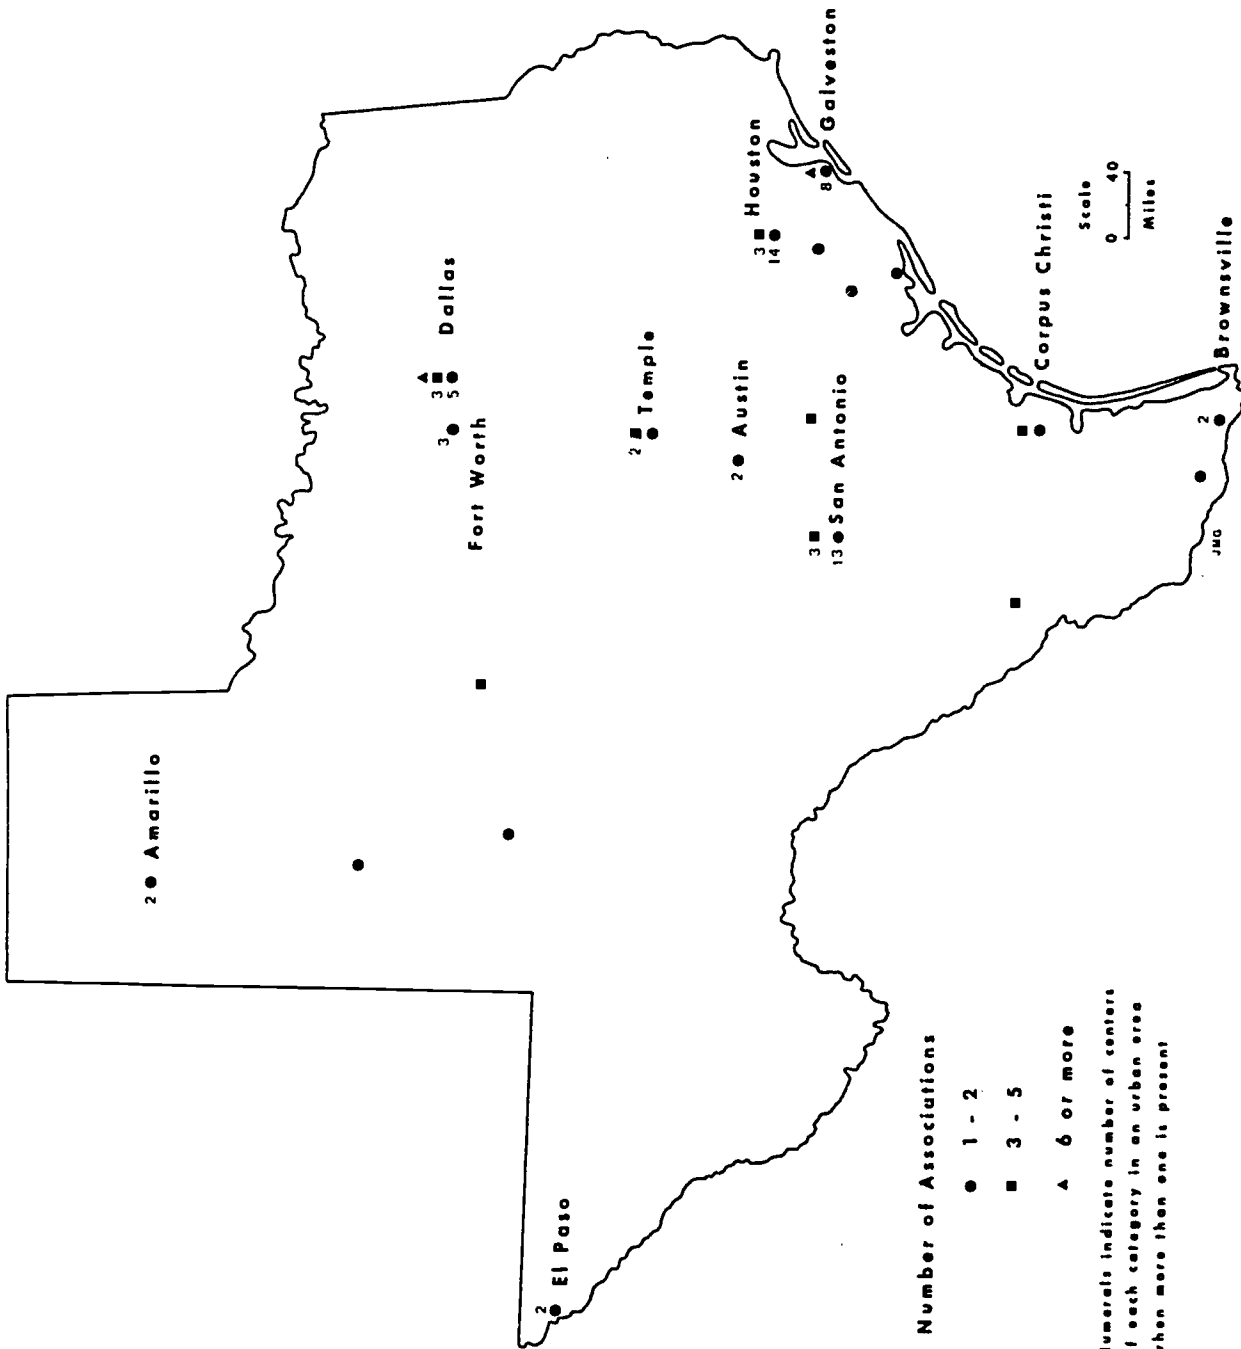 2 Amarillo
3
5 Dallas
3
Fort Worth
2
Temple
2 Austin
3
14 Houston
8
Galveston
3
13 San Antonio
2 El Paso
Corpus Christi
2 Brownsville
JMG
Scale
0 40
Miles
Number of Associations
1 - 2
3 - 5
6 or more
umerals indicate number of centers
f each category in an urban area
hen more than one is present